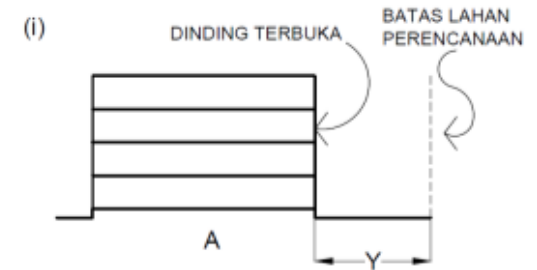 (i)
DINDING TERBUKA
BATAS LAHAN
PERENCANAAN
A
Y